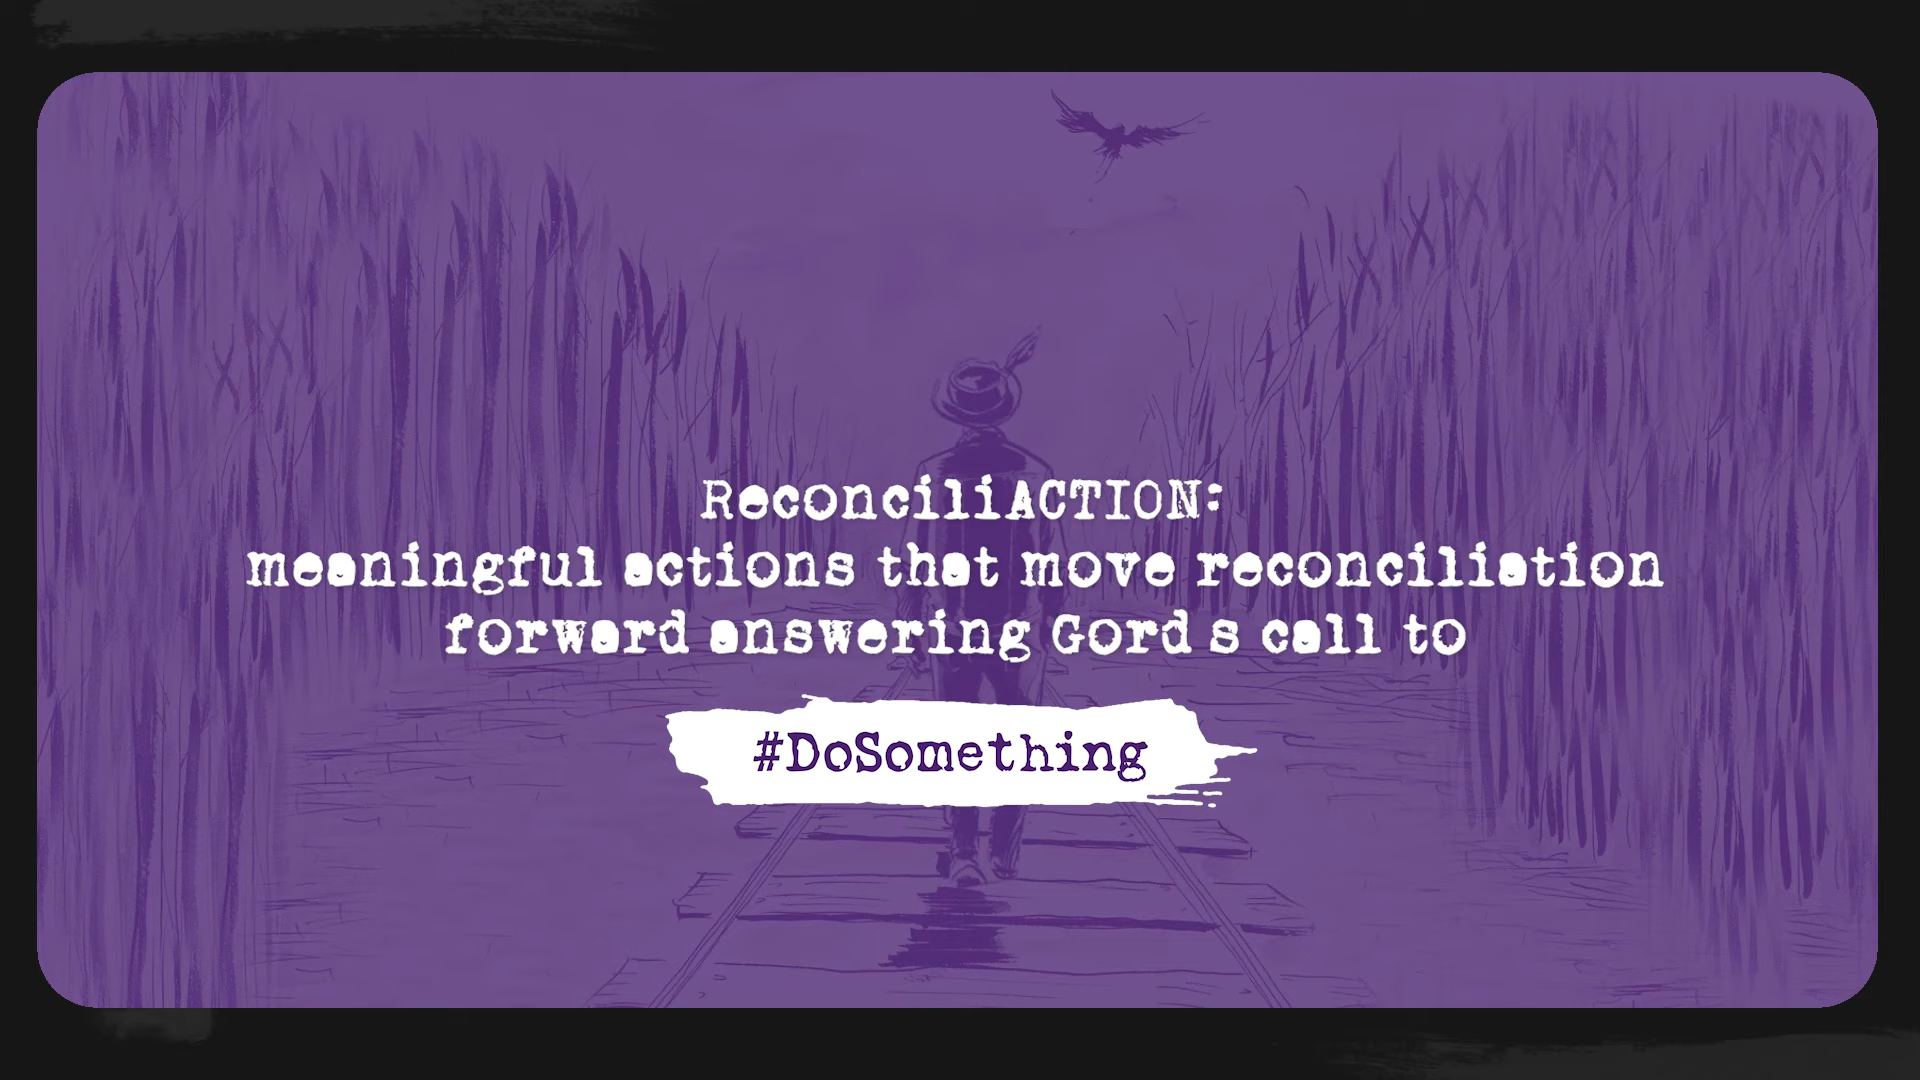 ReconciliACTION:
meaningful actions that move reconciliation
forward answering Gord s call to
#DoSomething